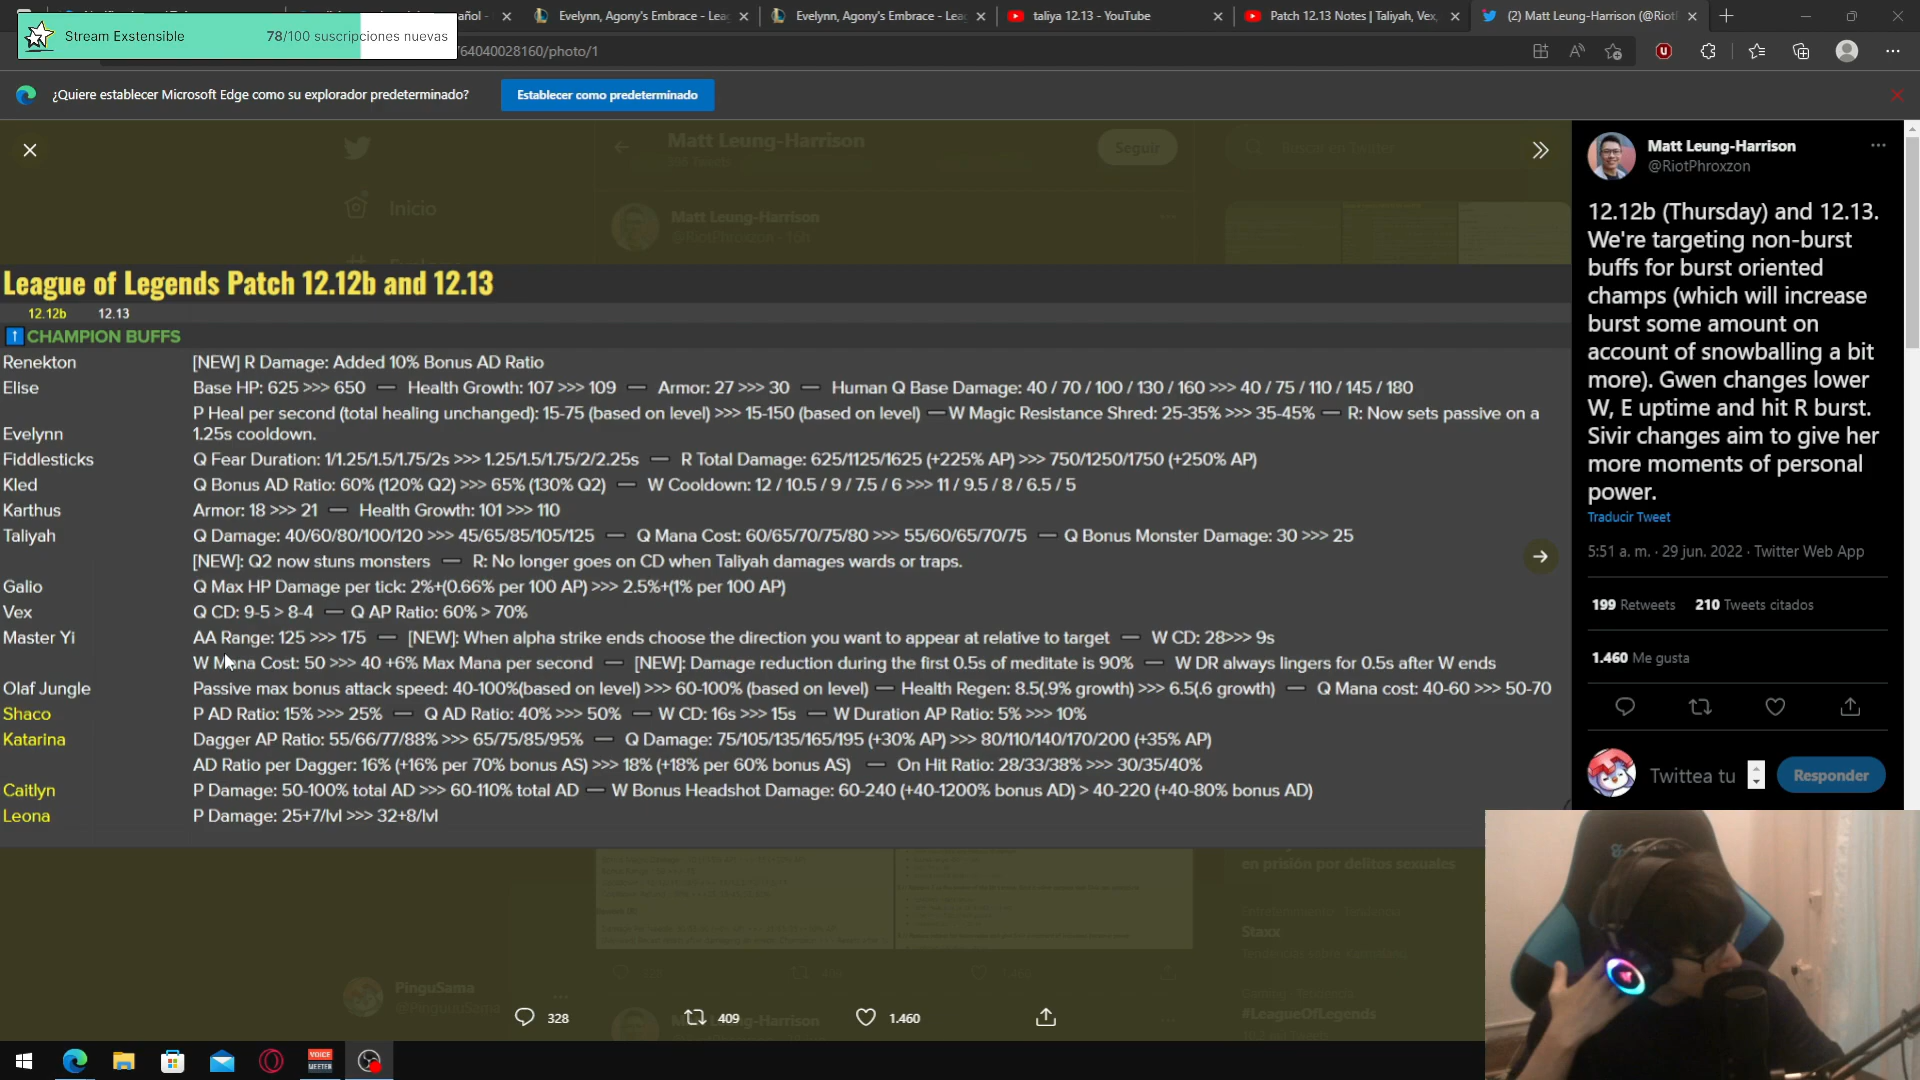 Stream Exstensible 78/100 suscripciones nuevas
Evelynn, Agony's Embrace - Lea
Evelynn, Agony's Embrace - Lea
taliya 12.13 - YouTube
Patch 12.13 Notes | Taliyah, Vex,
(2) Matt Leung-Harrison (@Riot
64040028160/photo/1
¿Quiere establecer Microsoft Edge como su explorador predeterminado?
Establecer como predeterminado
Matt Leung-Harrison
Seguir
Inicio
Matt Leung-Harrison
League of Legends Patch 12.12b and 12.13
12.12b 12.13
CHAMPION BUFFS
Renekton [NEW] R Damage: Added 10% Bonus AD Ratio
Elise Base HP: 625 >>> 650 — Health Growth: 107 >>> 109 — Armor: 27 >>> 30 — Human Q Base Damage: 40 / 70 / 100 / 130 / 160 >>> 40 / 75 / 110 / 145 / 180
P Heal per second (total healing unchanged): 15-75 (based on level) >>> 15-150 (based on level) — W Magic Resistance Shred: 25-35% >>> 35-45% — R: Now sets passive on a
Evelynn 1.25s cooldown.
Fiddlesticks Q Fear Duration: 1/1.25/1.5/1.75/2s >>> 1.25/1.5/1.75/2/2.25s — R Total Damage: 625/1125/1625 (+225% AP) >>> 750/1250/1750 (+250% AP)
Kled Q Bonus AD Ratio: 60% (120% Q2) >>> 65% (130% Q2) — W Cooldown: 12 / 10.5 / 9 / 7.5 / 6 >>> 11 / 9.5 / 8 / 6.5 / 5
Karthus Armor: 18 >>> 21 — Health Growth: 101 >>> 110
Taliyah Q Damage: 40/60/80/100/120 >>> 45/65/85/105/125 — Q Mana Cost: 60/65/70/75/80 >>> 55/60/65/70/75 — Q Bonus Monster Damage: 30 >>> 25
[NEW]: Q2 now stuns monsters — R: No longer goes on CD when Taliyah damages wards or traps.
Galio Q Max HP Damage per tick: 2%+(0.66% per 100 AP) >>> 2.5%+(1% per 100 AP)
Vex Q CD: 9-5 > 8-4 — Q AP Ratio: 60% > 70%
Master Yi AA Range: 125 >>> 175 — [NEW]: When alpha strike ends choose the direction you want to appear at relative to target — W CD: 28>>> 9s
W Mana Cost: 50 >>> 40 +6% Max Mana per second — [NEW]: Damage reduction during the first 0.5s of meditate is 90% — W DR always lingers for 0.5s after W ends
Olaf Jungle Passive max bonus attack speed: 40-100%(based on level) >>> 60-100% (based on level) — Health Regen: 8.5(.9% growth) >>> 6.5(.6 growth) — Q Mana cost: 40-60 >>> 50-70
Shaco P AD Ratio: 15% >>> 25% — Q AD Ratio: 40% >>> 50% — W CD: 16s >>> 15s — W Duration AP Ratio: 5% >>> 10%
Katarina Dagger AP Ratio: 55/66/77/88% >>> 65/75/85/95% — Q Damage: 75/105/135/165/195 (+30% AP) >>> 80/110/140/170/200 (+35% AP)
AD Ratio per Dagger: 16% (+16% per 70% bonus AS) >>> 18% (+18% per 60% bonus AS) — On Hit Ratio: 28/33/38% >>> 30/35/40%
Caitlyn P Damage: 50-100% total AD >>> 60-110% total AD — W Bonus Headshot Damage: 60-240 (+40-1200% bonus AD) > 40-220 (+40-80% bonus AD)
Leona P Damage: 25+7/lvl >>> 32+8/lvl
en prisión por delitos sexuales
Staxx
PinguSama
#LeagueOfLegends
328 409 1.460
Matt Leung-Harrison
@RiotPhroxzon
12.12b (Thursday) and 12.13.
We're targeting non-burst
buffs for burst oriented
champs (which will increase
burst some amount on
account of snowballing a bit
more). Gwen changes lower
W, E uptime and hit R burst.
Sivir changes aim to give her
more moments of personal
power.
Traducir Tweet
5:51 a. m. · 29 jun. 2022 · Twitter Web App
199 Retweets 210 Tweets citados
1.460 Me gusta
Twittea tu
Responder
VOICE
MEETER